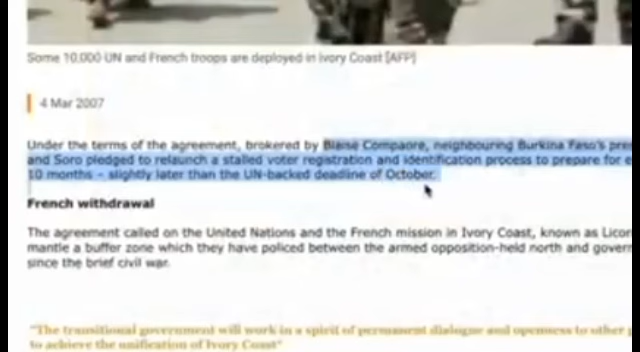 Some 10,000 UN and French troops are deployed in Ivory Coast [AFP]
4 Mar 2007
Under the terms of the agreement, brokered by Blaise Compaore, neighbouring Burkina Faso's
and Soro pledged to relaunch a stalled voter registration and identification process to prepare for
10 months – slightly later than the UN-backed deadline of October.
French withdrawal
The agreement called on the United Nations and the French mission in Ivory Coast, known as
mantle a buffer zone which they have policed between the armed opposition-held north and
since the brief civil war.
"The transitional government will work in a spirit of permanent dialogue and openness to other
to achieve the unification of Ivory Coast"